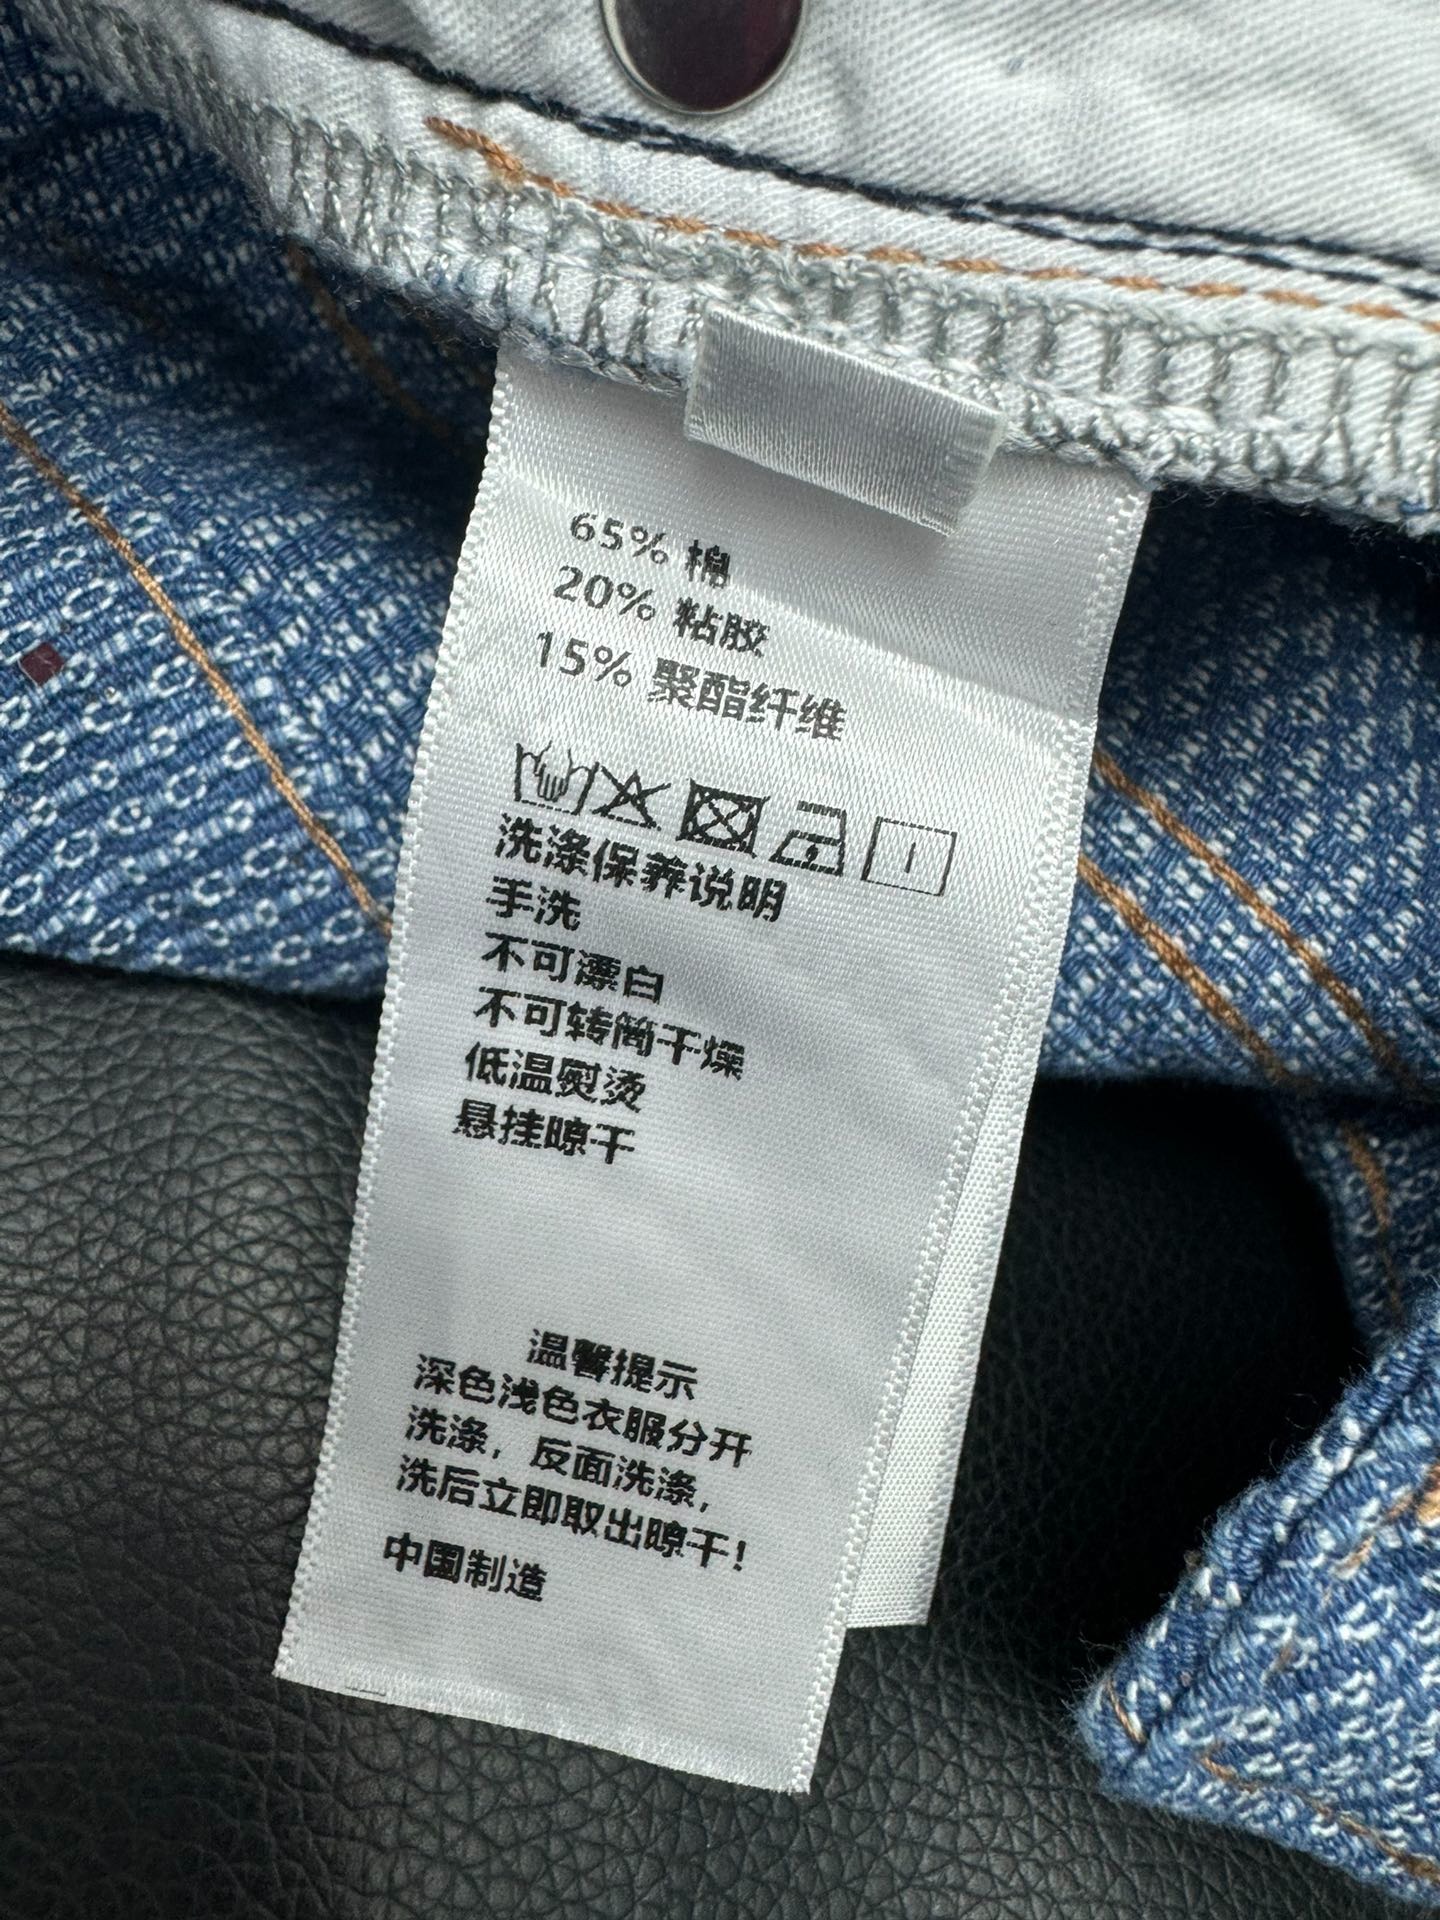 65% 棉
20% 粘胶
15% 聚酯纤维
洗涤保养说明
手洗
不可漂白
不可转筒干燥
低温熨烫
悬挂晾干
温馨提示
深色浅色衣服分开
洗涤，反面洗涤，
洗后立即取出晾干！
中国制造